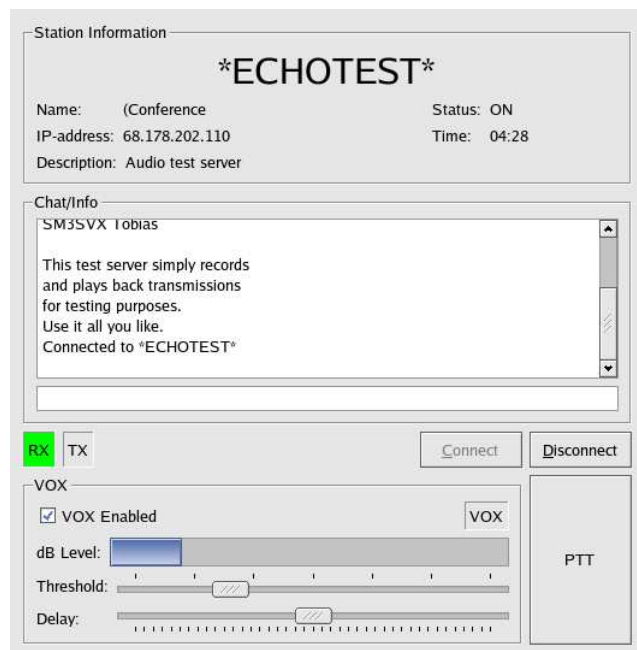 Station Information
*ECHOTEST*
Name: (Conference Status: ON
IP-address: 68.178.202.110 Time: 04:28
Description: Audio test server
Chat/Info
SM3SVX Tobias
This test server simply records
and plays back transmissions
for testing purposes.
Use it all you like.
Connected to *ECHOTEST*
RX TX Connect Disconnect
VOX
VOX Enabled VOX
dB Level:
Threshold:
Delay:
PTT